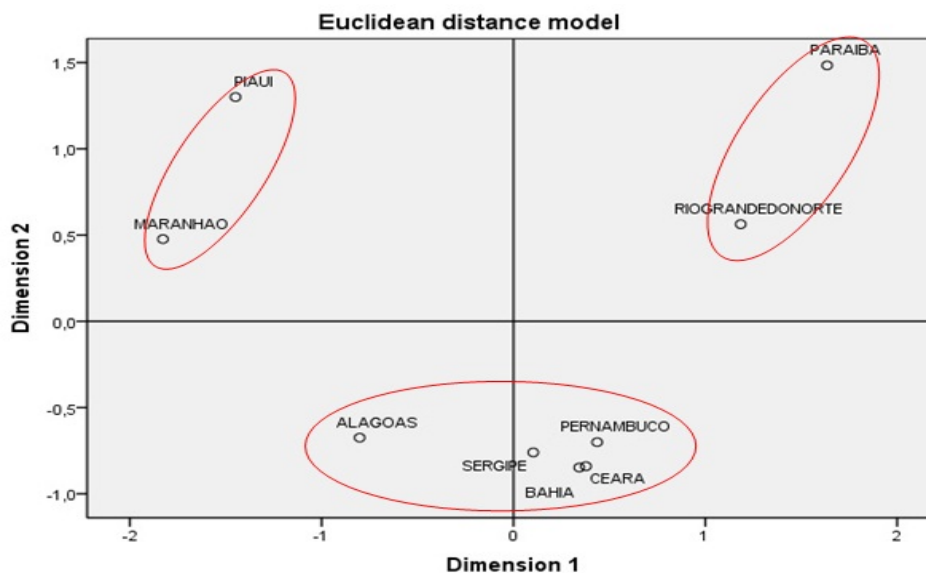 Euclidean distance model
PARAIBA
1,5
PIAUI
1,0
RIOGRANDEDONORTE
MARANHAO
0,5
Dimension 2
0,0
-0,5
ALAGOAS
PERNAMBUCO
SERGIPE
CEARA
BAHIA
-1,0
-2 -1 0 1 2
Dimension 1